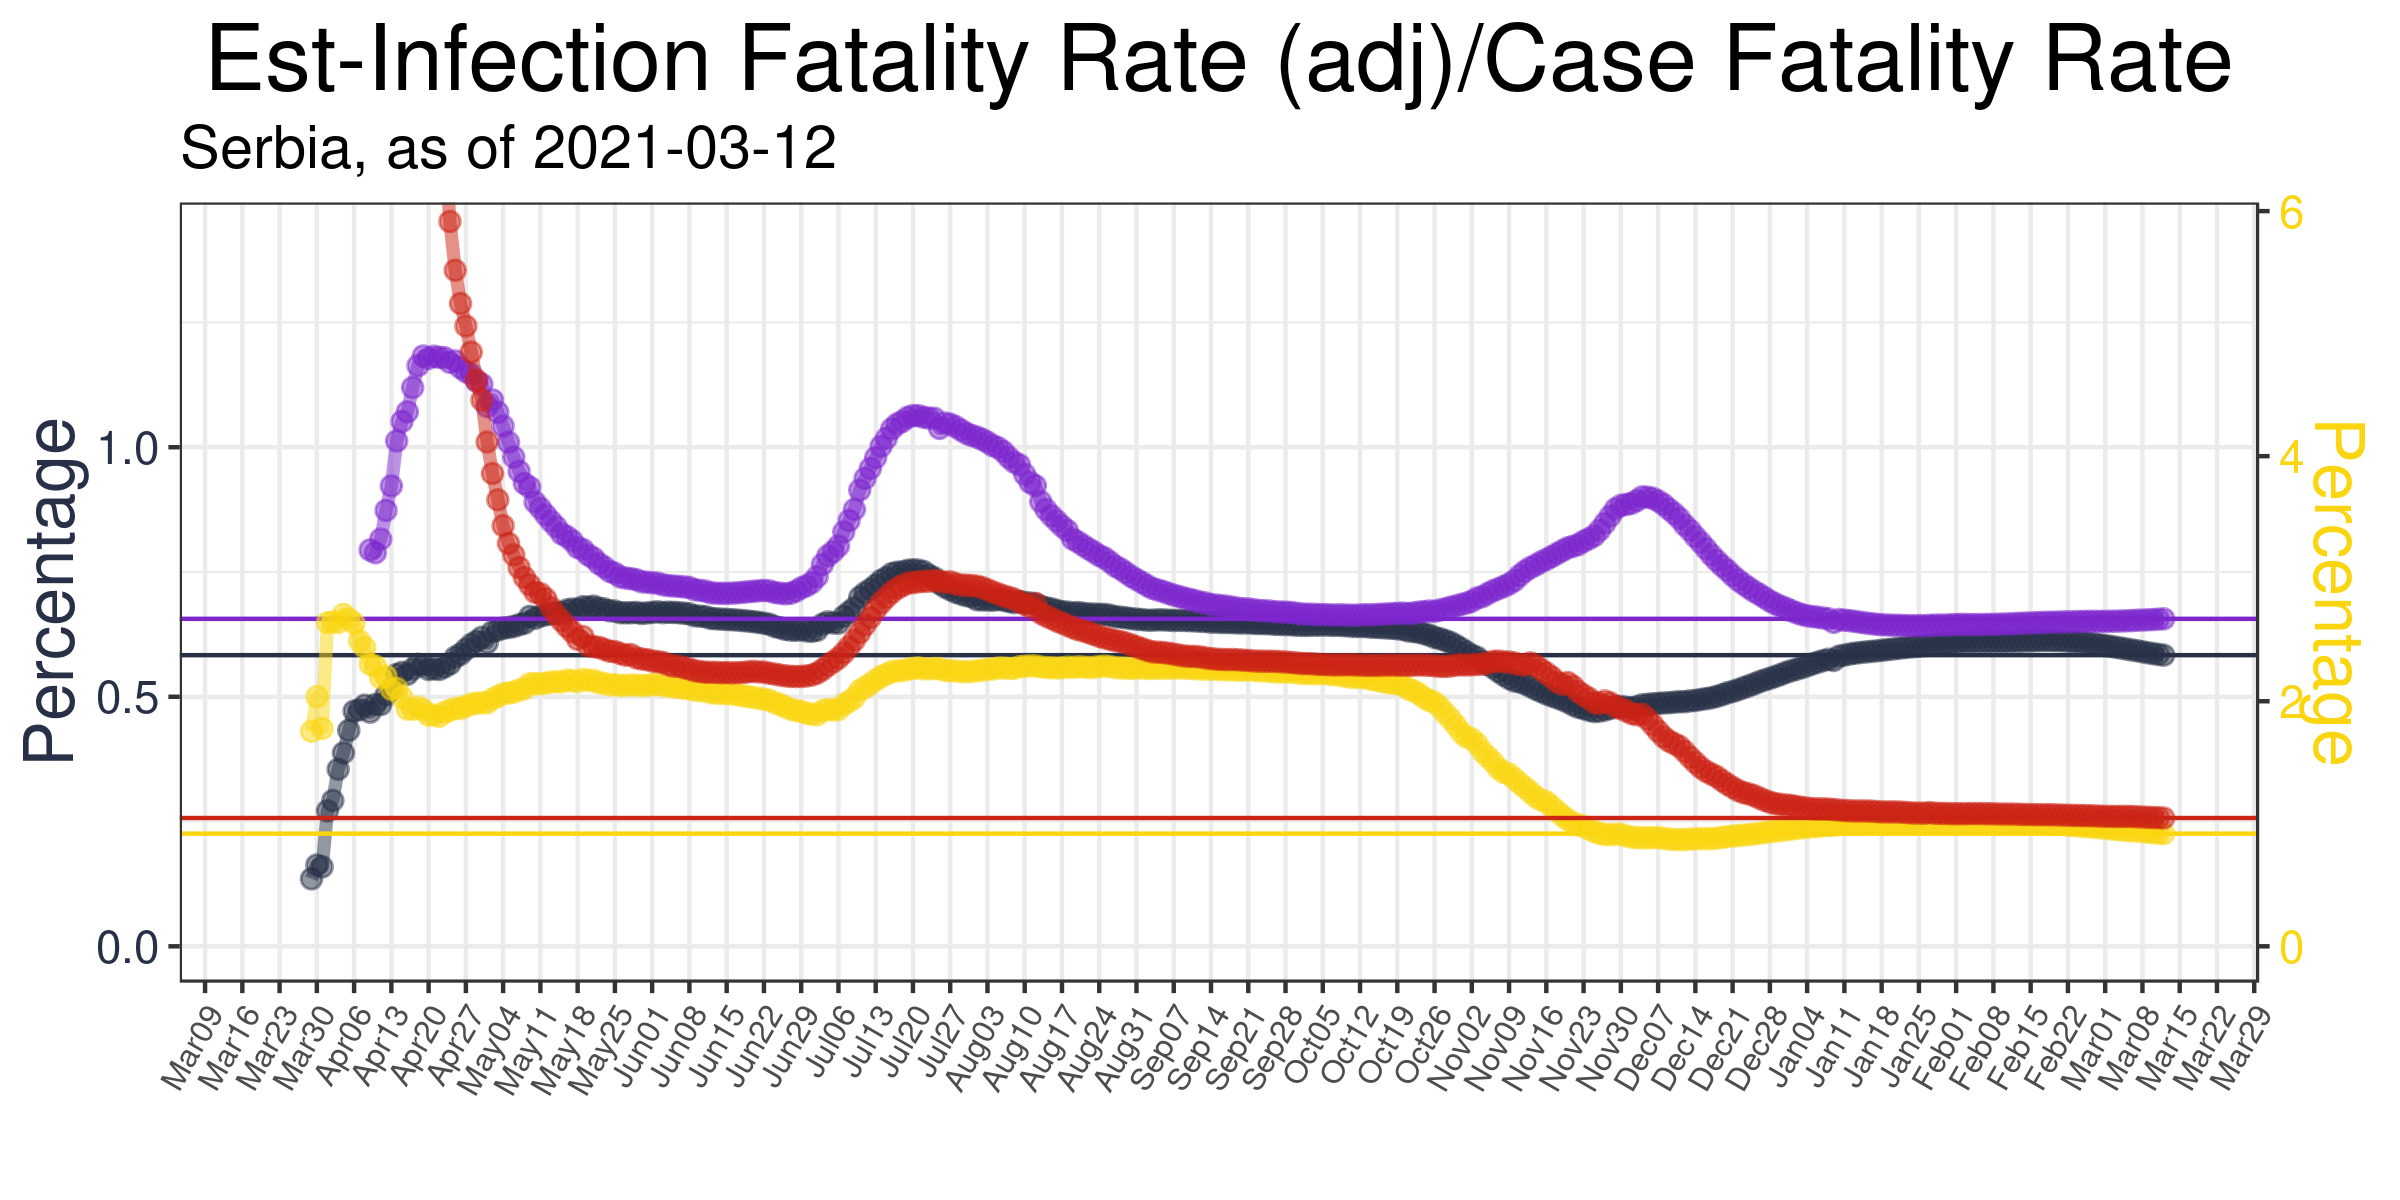 Est-Infection Fatality Rate (adj)/Case Fatality Rate
Serbia, as of 2021-03-12
Percentage
1.0
0.5
0.0
6
4
2
0
Percentage
Mar09
Mar16
Mar23
Mar30
Apr06
Apr13
Apr20
Apr27
May04
May11
May18
May25
Jun01
Jun08
Jun15
Jun22
Jun29
Jul06
Jul13
Jul20
Jul27
Aug03
Aug10
Aug17
Aug24
Aug31
Sep07
Sep14
Sep21
Sep28
Oct05
Oct12
Oct19
Oct26
Nov02
Nov09
Nov16
Nov23
Nov30
Dec07
Dec14
Dec21
Dec28
Dec04
Jan11
Jan18
Jan25
Feb01
Feb08
Feb15
Feb22
Mar01
Mar08
Mar15
Mar22
Mar29